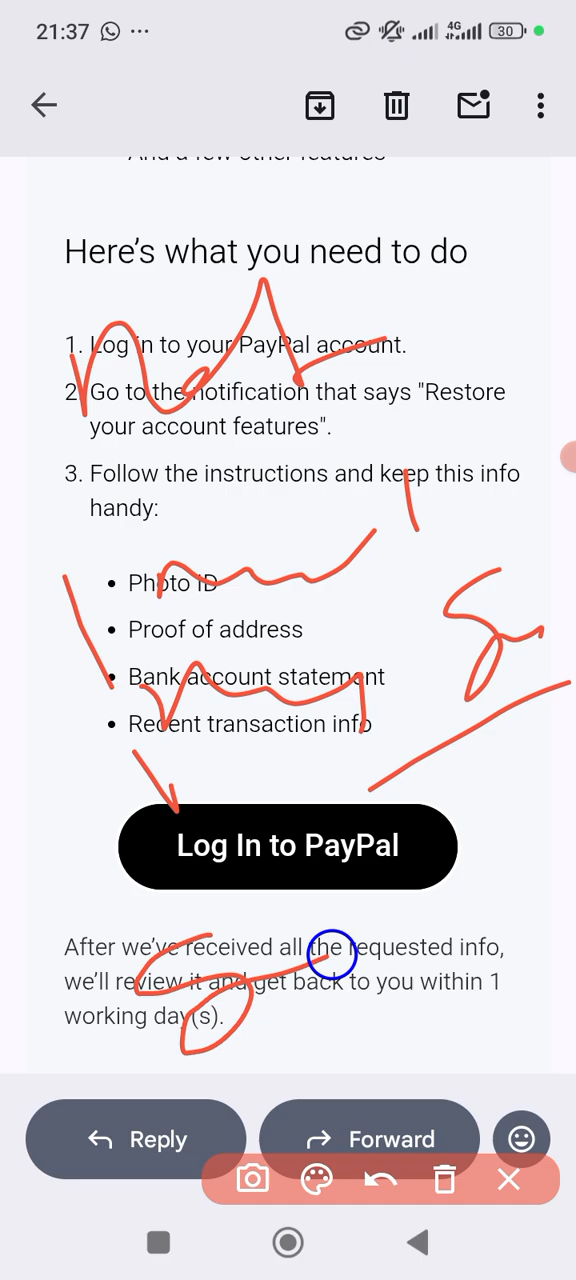 21:37
4G
30
And a few other features
Here's what you need to do
1. Log in to your PayPal account.
2. Go to the notification that says "Restore
your account features".
3. Follow the instructions and keep this info
handy:
• Photo ID
• Proof of address
• Bank account statement
• Recent transaction info
Log In to PayPal
After we've received all the requested info,
we'll review it and get back to you within 1
working day(s).
Reply
Forward